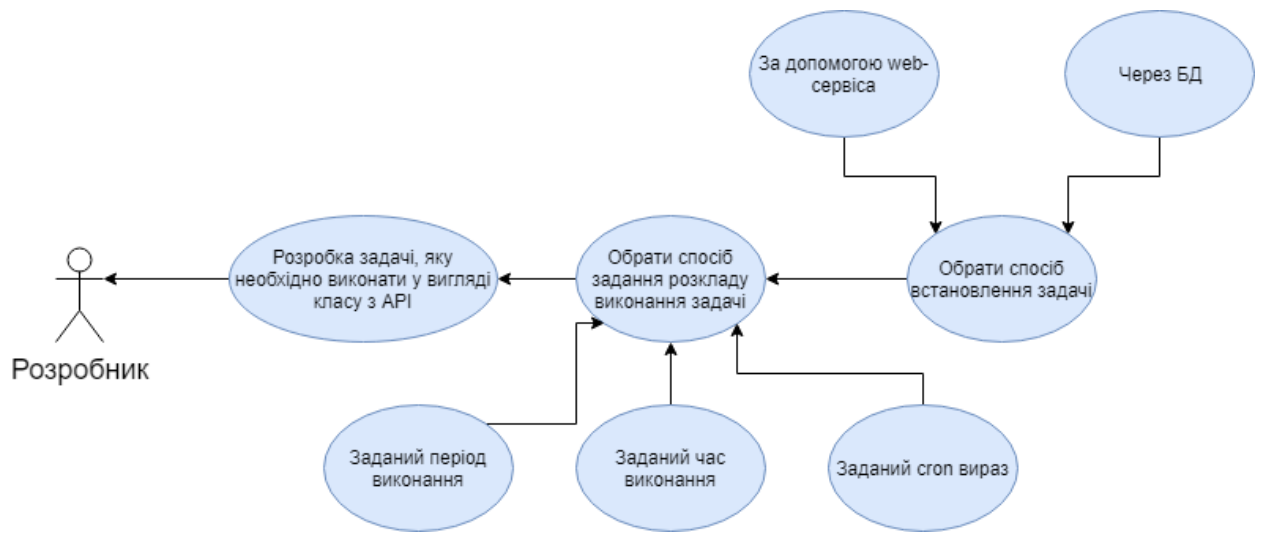 За допомогою web-
сервіса
Через БД
Розробка задачі, яку
необхідно виконати у вигляді
класу з API
Обрати спосіб
задання розкладу
виконання задачі
Обрати спосіб
встановлення задачі
Розробник
Заданий період
виконання
Заданий час
виконання
Заданий cron вираз